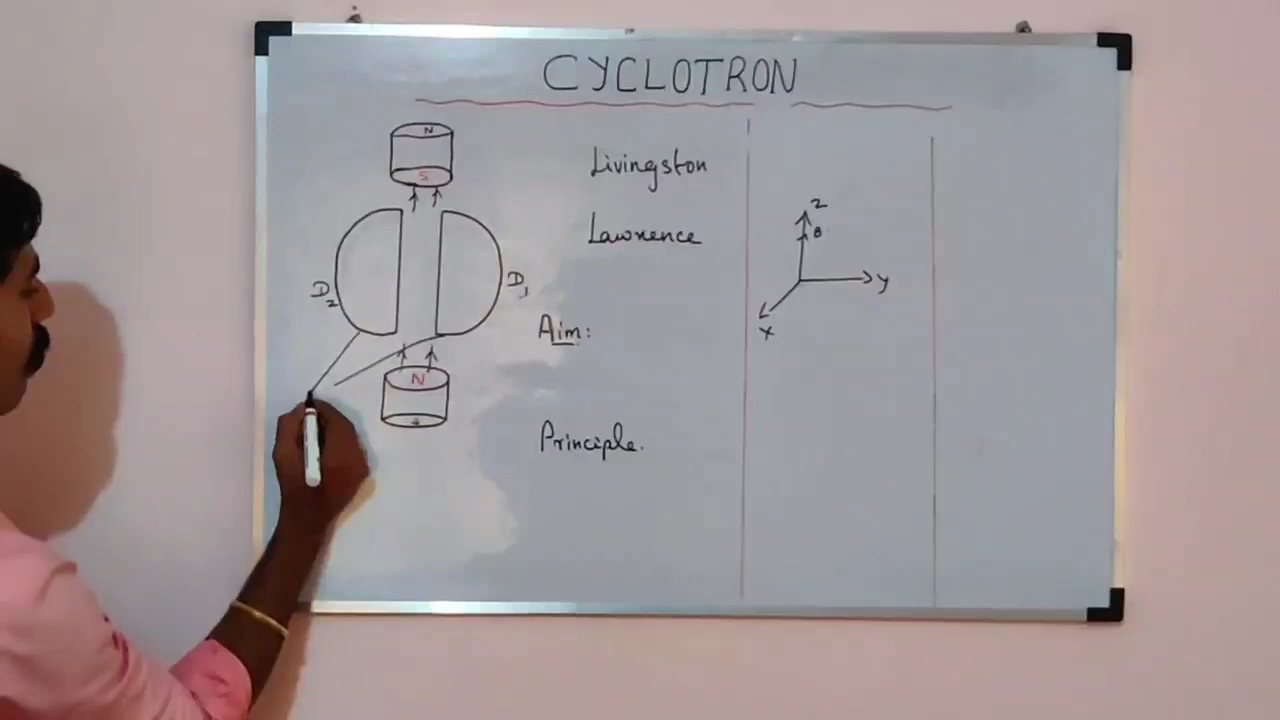 CYCLOTRON
N
S
D2
D1
N
Livingston
Lawrence
Aim:
Principle.
Z
B
y
x